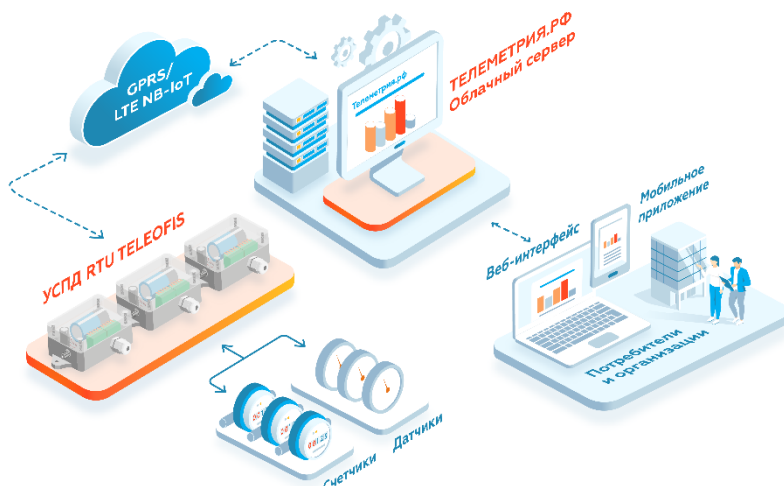 GPRS/
LTE NB-IoT
ТЕЛЕМЕТРИЯ.РФ
Облачный сервер
Телеметрия.рф
УСПД RTU TELEOFIS
Веб-интерфейс
Мобильное
приложение
Потребители
и организации
Счетчики
Датчики